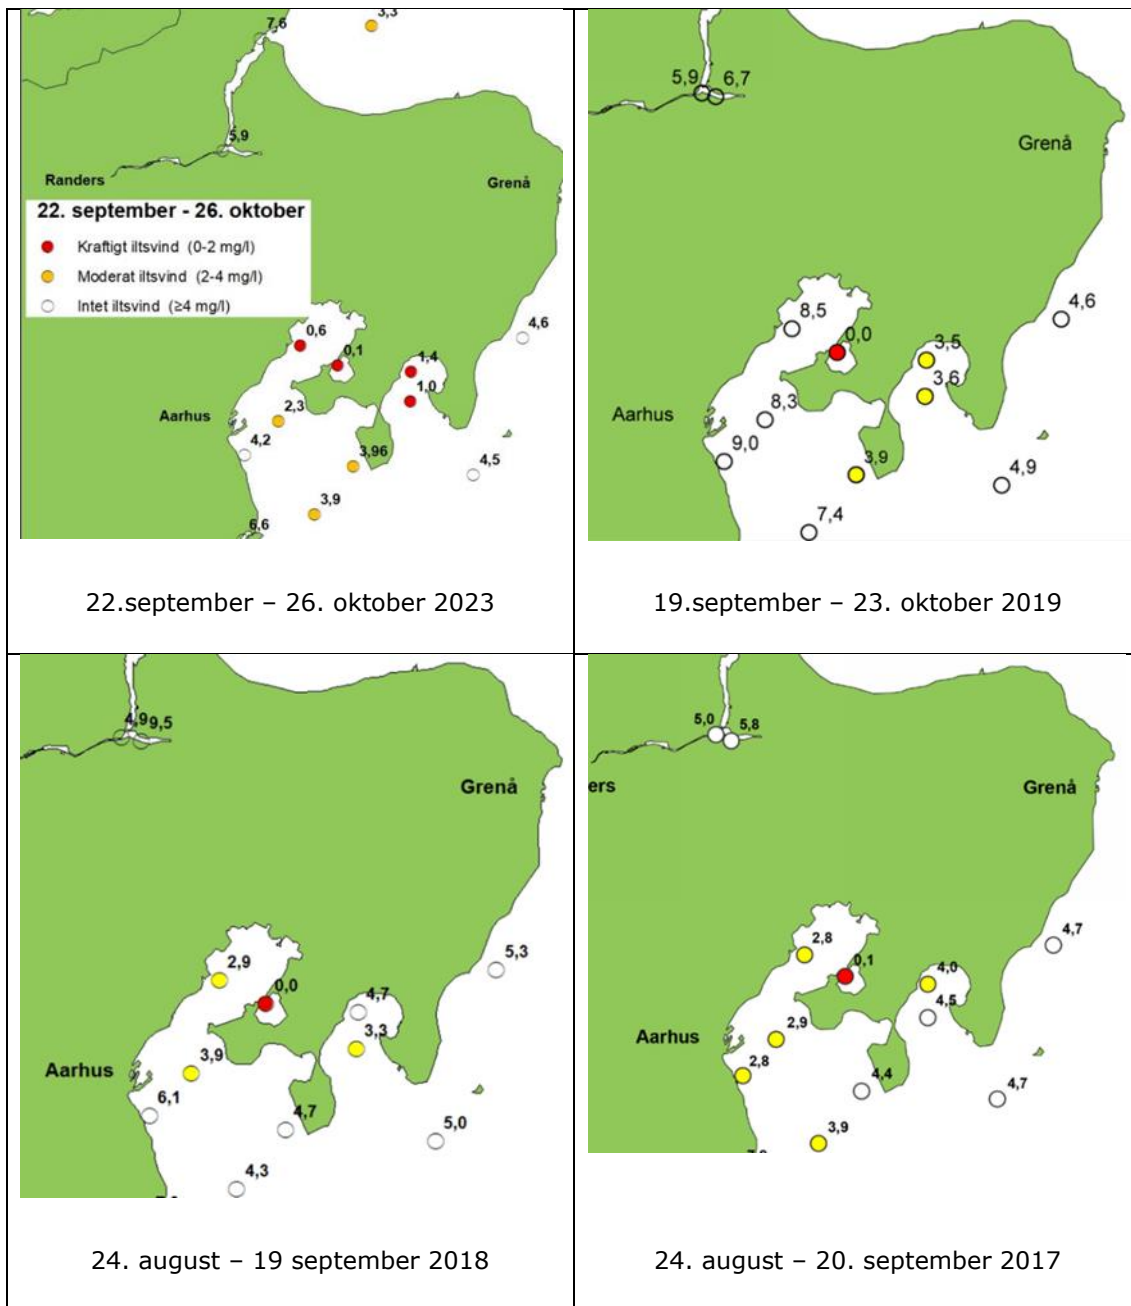 7,6
3,3
5,9
Randers
Grenå
22. september - 26. oktober
Kraftigt iltsvind (0-2 mg/l)
Moderat iltsvind (2-4 mg/l)
Intet iltsvind (≥4 mg/l)
4,6
0,6
0,1
1,4
1,0
Aarhus
2,3
4,2
3,96
4,5
3,9
6,6
22.september – 26. oktober 2023
5,9
6,7
Grenå
4,6
8,5
0,0
3,5
3,6
Aarhus
8,3
9,0
3,9
4,9
7,4
19.september – 23. oktober 2019
4,9
9,5
Grenå
5,3
2,9
0,0
4,7
3,3
Aarhus
3,9
6,1
4,7
5,0
4,3
24. august – 19 september 2018
5,0
5,8
ers
Grenå
4,7
2,8
0,1
4,0
4,5
Aarhus
2,9
2,8
4,4
4,7
3,9
24. august – 20. september 2017